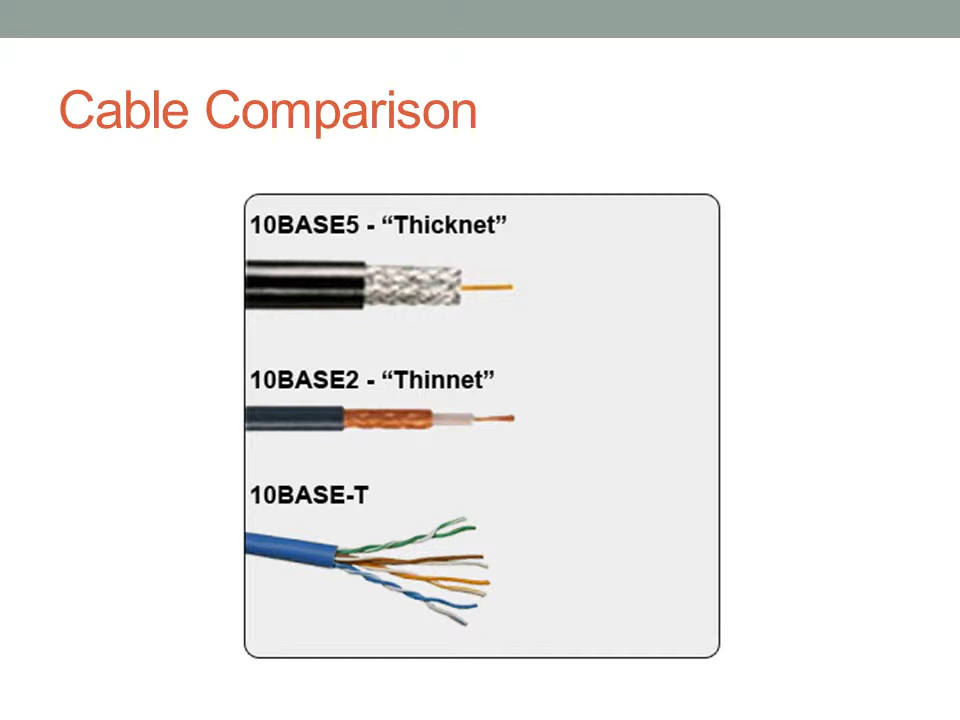 Cable Comparison
10BASE5 - “Thicknet”
10BASE2 - “Thinnet”
10BASE-T